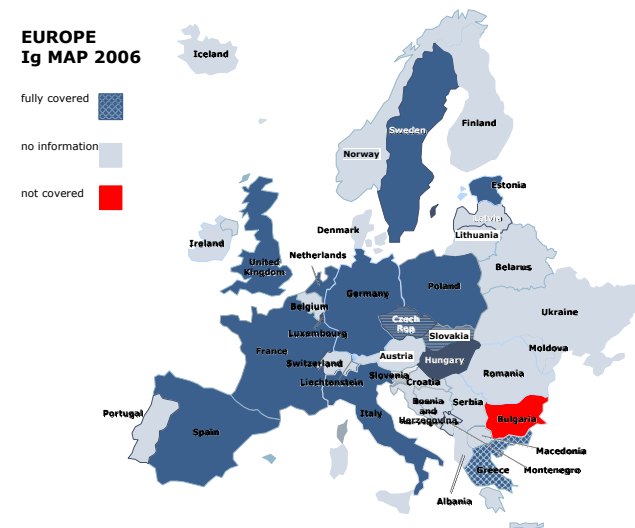 EUROPE
Ig MAP 2006
fully covered
no information
not covered
Iceland
Finland
Sweden
Norway
Estonia
Latvia
Lithuania
Denmark
Ireland
Netherlands
United
Kingdom
Belarus
Poland
Germany
Belgium
Ukraine
Czech
Rep
Luxembourg
Slovakia
France
Austria
Hungary
Moldova
Switzerland
Slovenia
Romania
Liechtenstein
Croatia
Bosnia
and
Herzegovina
Serbia
Portugal
Italy
Bulgaria
Spain
Macedonia
Greece
Montenegro
Albania